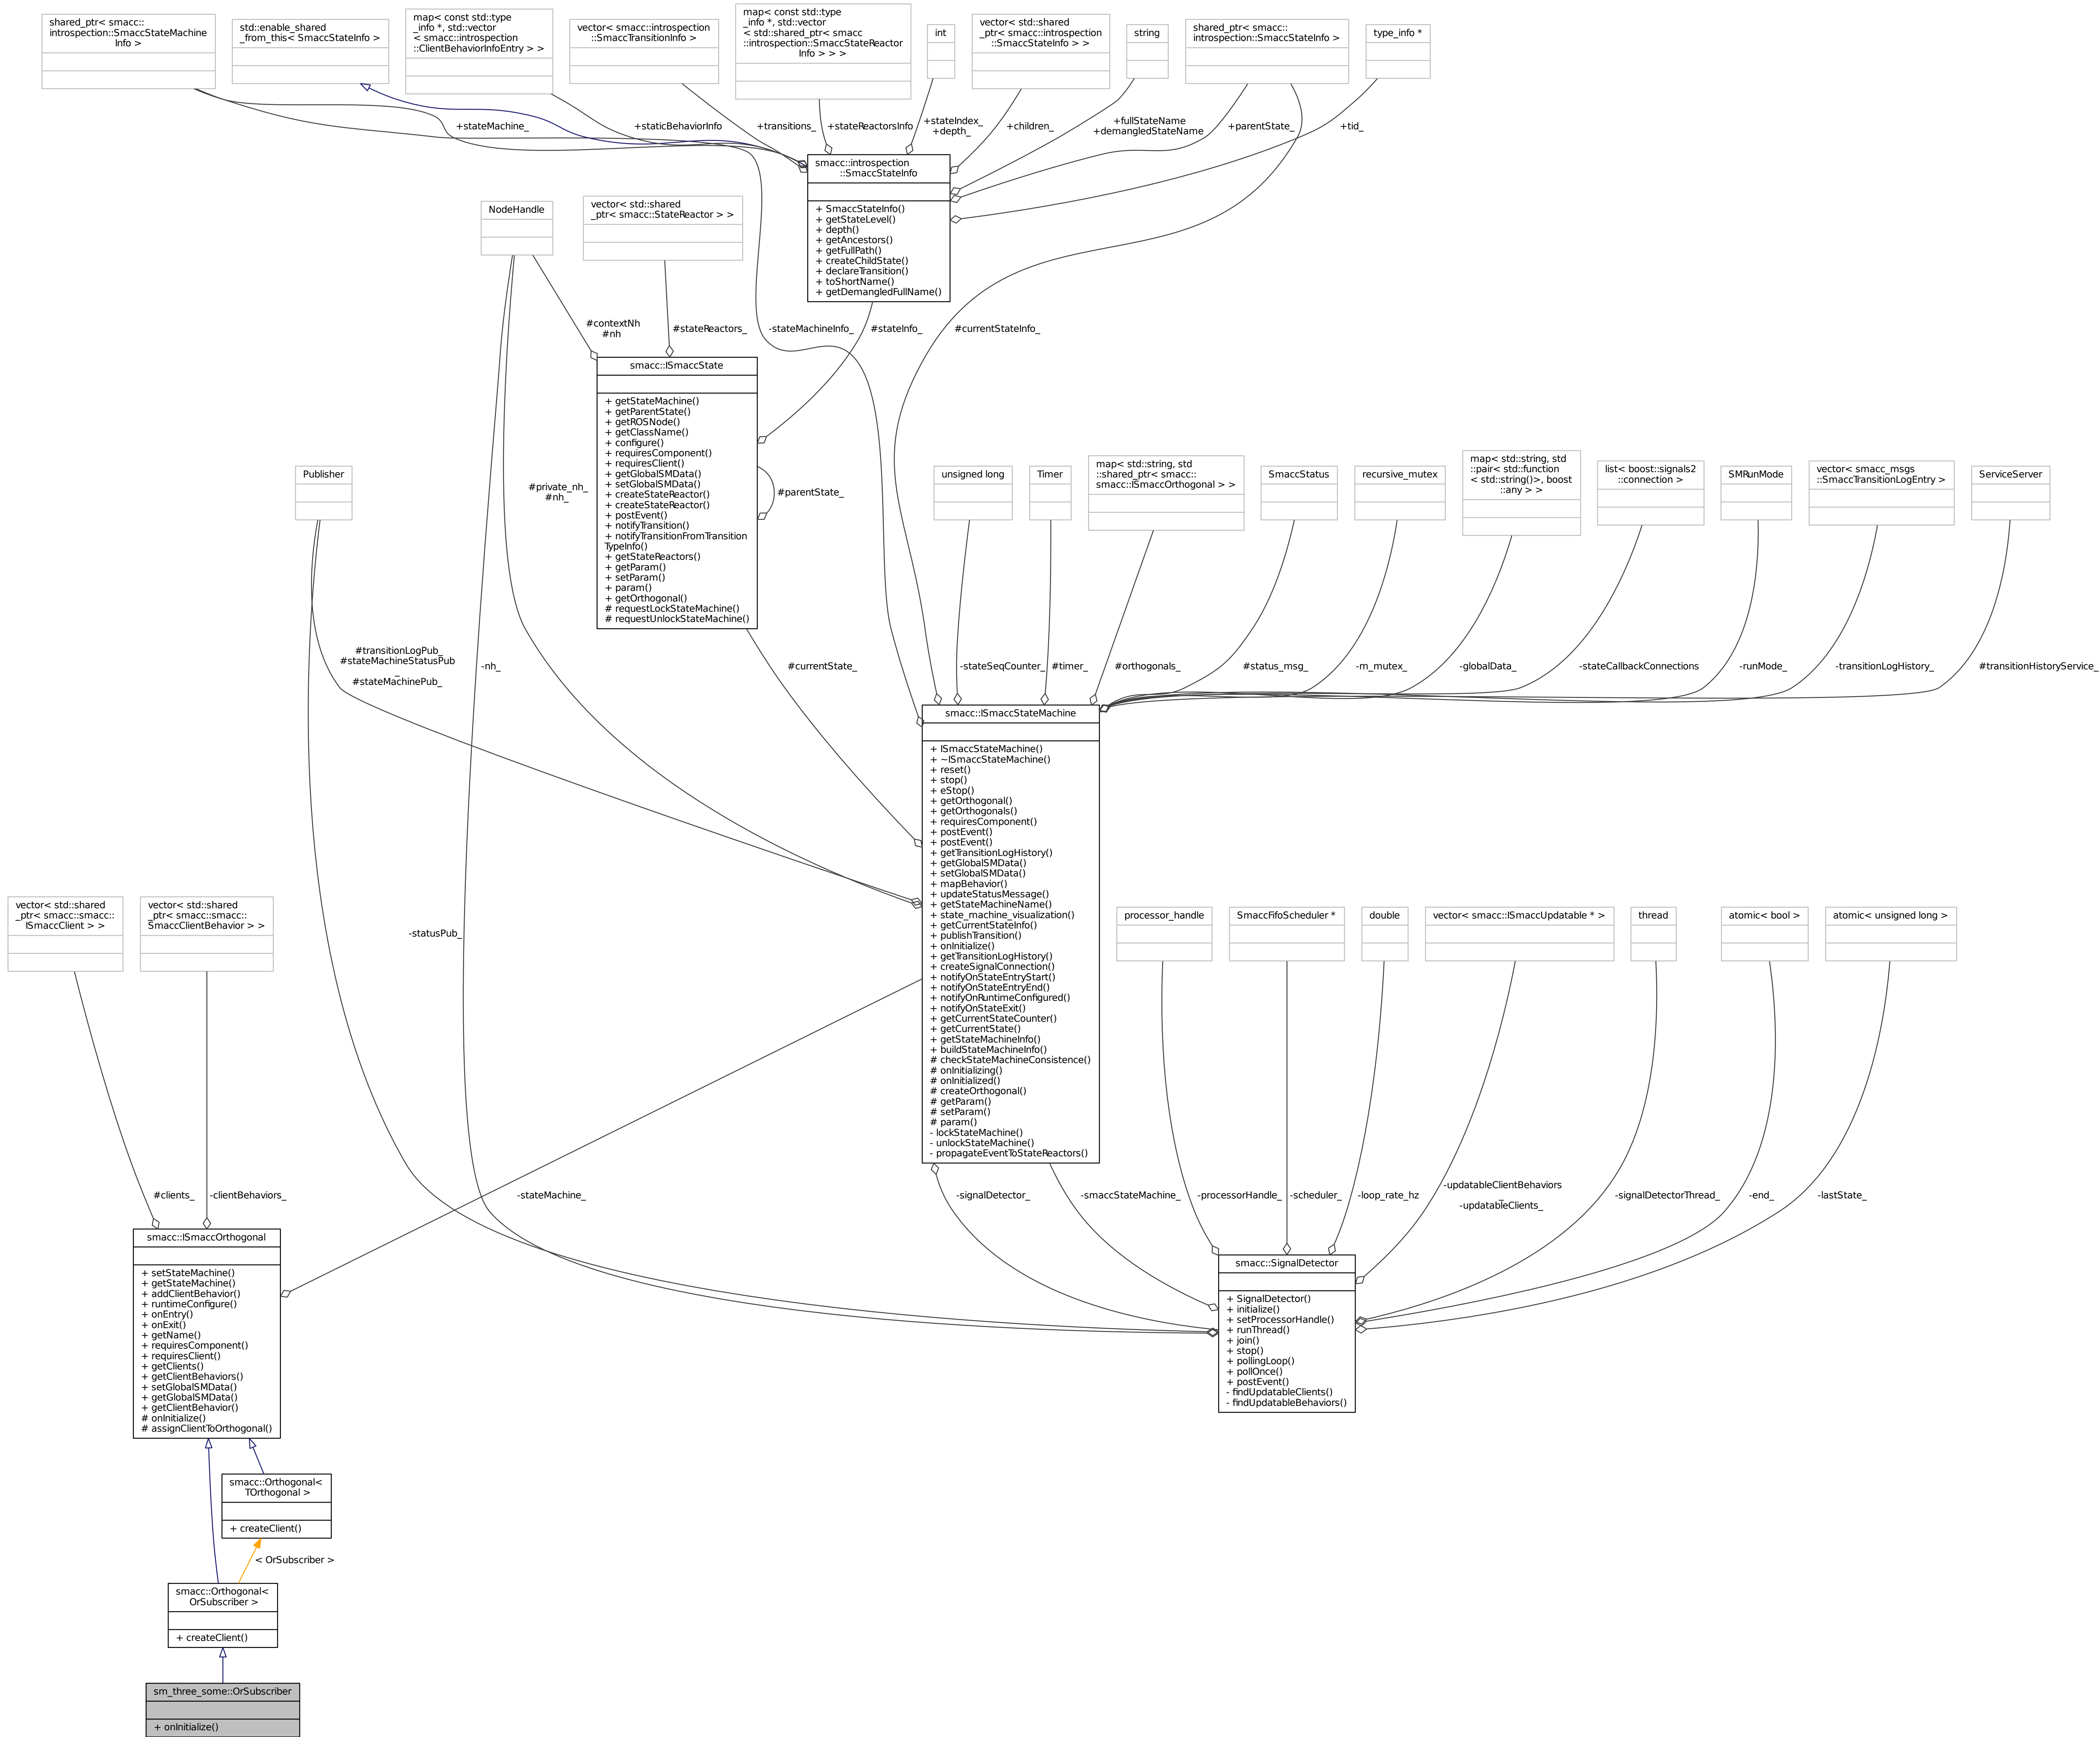 shared_ptr< smacc::
introspection::SmaccStateMachine
Info >
std::enable_shared
_from_this< SmaccStateInfo >
map< const std::type
_info *, std::vector
< smacc::introspection
::ClientBehaviorInfoEntry > >
vector< smacc::introspection
::SmaccTransitionInfo >
map< const std::type
_info *, std::vector
< std::shared_ptr< smacc
::introspection::SmaccStateReactor
Info > > >
int
vector< std::shared
_ptr< smacc::introspection
::SmaccStateInfo > >
string
shared_ptr< smacc::
introspection::SmaccStateInfo >
type_info *
+stateMachine_
+staticBehaviorInfo
+transitions_
+stateReactorsInfo
+stateIndex_
+depth_
+children_
+fullStateName
+demangledStateName
+parentState_
+tid_
smacc::introspection
::SmaccStateInfo
+ SmaccStateInfo()
+ getStateLevel()
+ depth()
+ getAncestors()
+ getFullPath()
+ createChildState()
+ declareTransition()
+ toShortName()
+ getDemangledFullName()
NodeHandle
vector< std::shared
_ptr< smacc::StateReactor > >
#contextNh
#nh
#stateReactors_
-stateMachineInfo_
#stateInfo_
#currentStateInfo_
smacc::ISmaccState
+ getStateMachine()
+ getParentState()
+ getROSNode()
+ getClassName()
+ configure()
+ requiresComponent()
+ requiresClient()
+ getGlobalSMData()
+ setGlobalSMData()
+ createStateReactor()
+ createStateReactor()
+ postEvent()
+ notifyTransition()
+ notifyTransitionFromTransition
TypeInfo()
+ getStateReactors()
+ getParam()
+ setParam()
+ param()
+ getOrthogonal()
# requestLockStateMachine()
# requestUnlockStateMachine()
#parentState_
Publisher
#private_nh_
#nh_
unsigned long
Timer
map< std::string, std
::shared_ptr< smacc::
smacc::ISmaccOrthogonal > >
SmaccStatus
recursive_mutex
map< std::string, std
::pair< std::function
< std::string()>, boost
::any > >
list< boost::signals2
::connection >
SMRunMode
vector< smacc_msgs
::SmaccTransitionLogEntry >
ServiceServer
#transitionLogPub_
#stateMachineStatusPub
_
#stateMachinePub_
-nh_
#currentState_
-stateSeqCounter_
#timer_
#orthogonals_
#status_msg_
-m_mutex_
-globalData_
-stateCallbackConnections
-runMode_
-transitionLogHistory_
#transitionHistoryService_
smacc::ISmaccStateMachine
+ ISmaccStateMachine()
+ ~ISmaccStateMachine()
+ reset()
+ stop()
+ eStop()
+ getOrthogonal()
+ getOrthogonals()
+ requiresComponent()
+ postEvent()
+ postEvent()
+ getTransitionLogHistory()
+ getGlobalSMData()
+ setGlobalSMData()
+ mapBehavior()
+ updateStatusMessage()
+ getStateMachineName()
+ state_machine_visualization()
+ getCurrentStateInfo()
+ publishTransition()
+ onInitialize()
+ getTransitionLogHistory()
+ createSignalConnection()
+ notifyOnStateEntryStart()
+ notifyOnStateEntryEnd()
+ notifyOnRuntimeConfigured()
+ notifyOnStateExit()
+ getCurrentStateCounter()
+ getCurrentState()
+ getStateMachineInfo()
+ buildStateMachineInfo()
# checkStateMachineConsistence()
# onInitializing()
# onInitialized()
# createOrthogonal()
# getParam()
# setParam()
# param()
- lockStateMachine()
- unlockStateMachine()
- propagateEventToStateReactors()
vector< std::shared
_ptr< smacc::smacc::
ISmaccClient > >
vector< std::shared
_ptr< smacc::smacc::
SmaccClientBehavior > >
-statusPub_
processor_handle
SmaccFifoScheduler *
double
vector< smacc::ISmaccUpdatable * >
thread
atomic< bool >
atomic< unsigned long >
#clients_
-clientBehaviors_
-stateMachine_
-signalDetector_
-smaccStateMachine_
-processorHandle_
-scheduler_
-loop_rate_hz
-updatableClientBehaviors
_
-updatableClients_
-signalDetectorThread_
-end_
-lastState_
smacc::ISmaccOrthogonal
+ setStateMachine()
+ getStateMachine()
+ addClientBehavior()
+ runtimeConfigure()
+ onEntry()
+ onExit()
+ getName()
+ requiresComponent()
+ requiresClient()
+ getClients()
+ getClientBehaviors()
+ setGlobalSMData()
+ getGlobalSMData()
+ getClientBehavior()
# onInitialize()
# assignClientToOrthogonal()
smacc::SignalDetector
+ SignalDetector()
+ initialize()
+ setProcessorHandle()
+ runThread()
+ join()
+ stop()
+ pollingLoop()
+ pollOnce()
+ postEvent()
- findUpdatableClients()
- findUpdatableBehaviors()
smacc::Orthogonal<
TOrthogonal >
+ createClient()
< OrSubscriber >
smacc::Orthogonal<
OrSubscriber >
+ createClient()
sm_three_some::OrSubscriber
+ onInitialize()